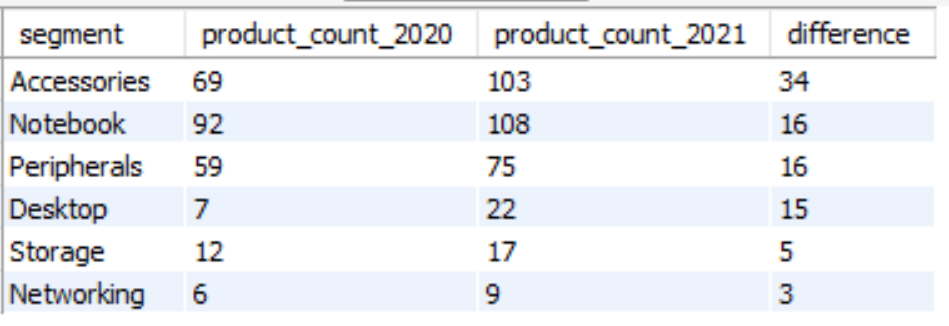 segment product_count_2020 product_count_2021 difference
Accessories 69 103 34
Notebook 92 108 16
Peripherals 59 75 16
Desktop 7 22 15
Storage 12 17 5
Networking 6 9 3